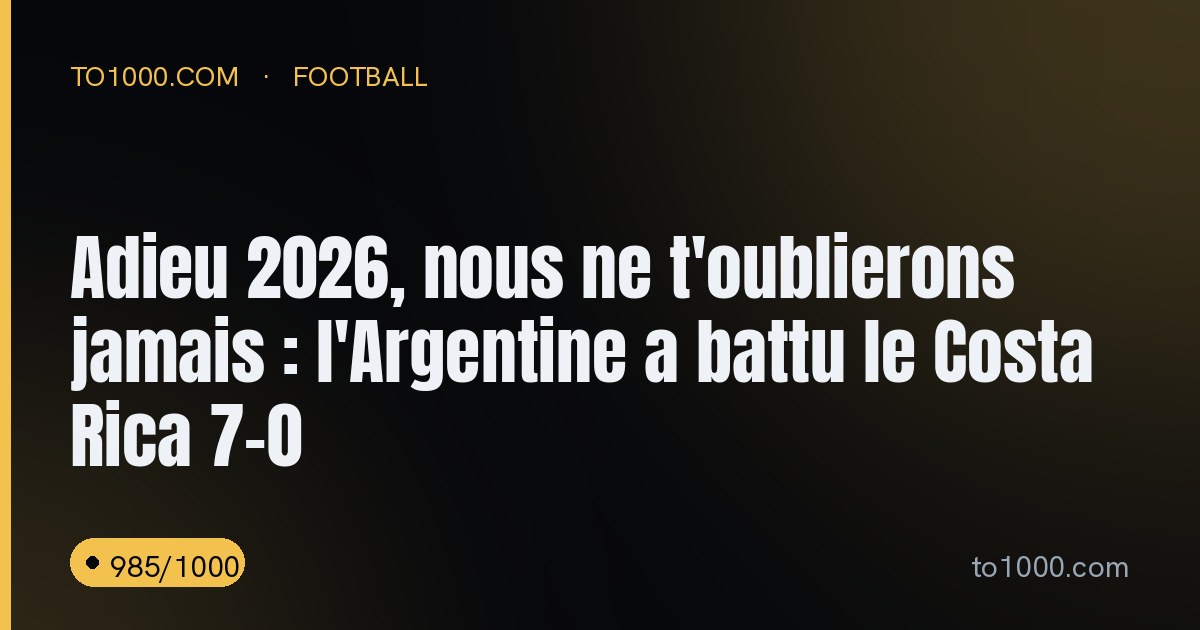 TO1000.COM · FOOTBALL
Adieu 2026, nous ne t'oublierons
jamais : l'Argentine a battu le Costa
Rica 7-0
985/1000
to1000.com